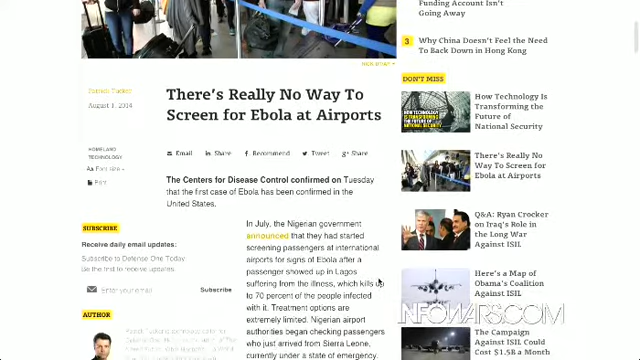 Funding Account Isn't
Going Away
3 Why China Doesn't Feel the Need
To Back Down in Hong Kong
DON'T MISS
How Technology Is
Transforming the
Future of
National Security
There's Really No
Way To Screen for
Ebola at Airports
Q&A: Ryan Crocker
on Iraq's Role in
the Long War
Against ISIL
Here's a Map of
Obama's Coalition
Against ISIL
The Campaign
Against ISIL Could
Cost $1.5B a Month
Patrick Tucker
August 1, 2014
There's Really No Way To
Screen for Ebola at Airports
HOMELAND
TECHNOLOGY
Aa Font Size
Print
Email Share Recommend Tweet Share
The Centers for Disease Control confirmed on Tuesday
that the first case of Ebola has been confirmed in the
United States.
In July, the Nigerian government
announced that they had started
screening passengers at international
airports for signs of Ebola after a
passenger showed up in Lagos
suffering from the illness, which kills up
to 70 percent of the people infected
with it. Treatment options are
extremely limited. Nigerian airport
authorities began checking passengers
who just arrived from Sierra Leone,
currently under a state of emergency.
SUBSCRIBE
Receive daily email updates:
Subscribe to Defense One Today
Be the first to receive updates
Enter your email Subscribe
AUTHOR
INFOWARS.COM